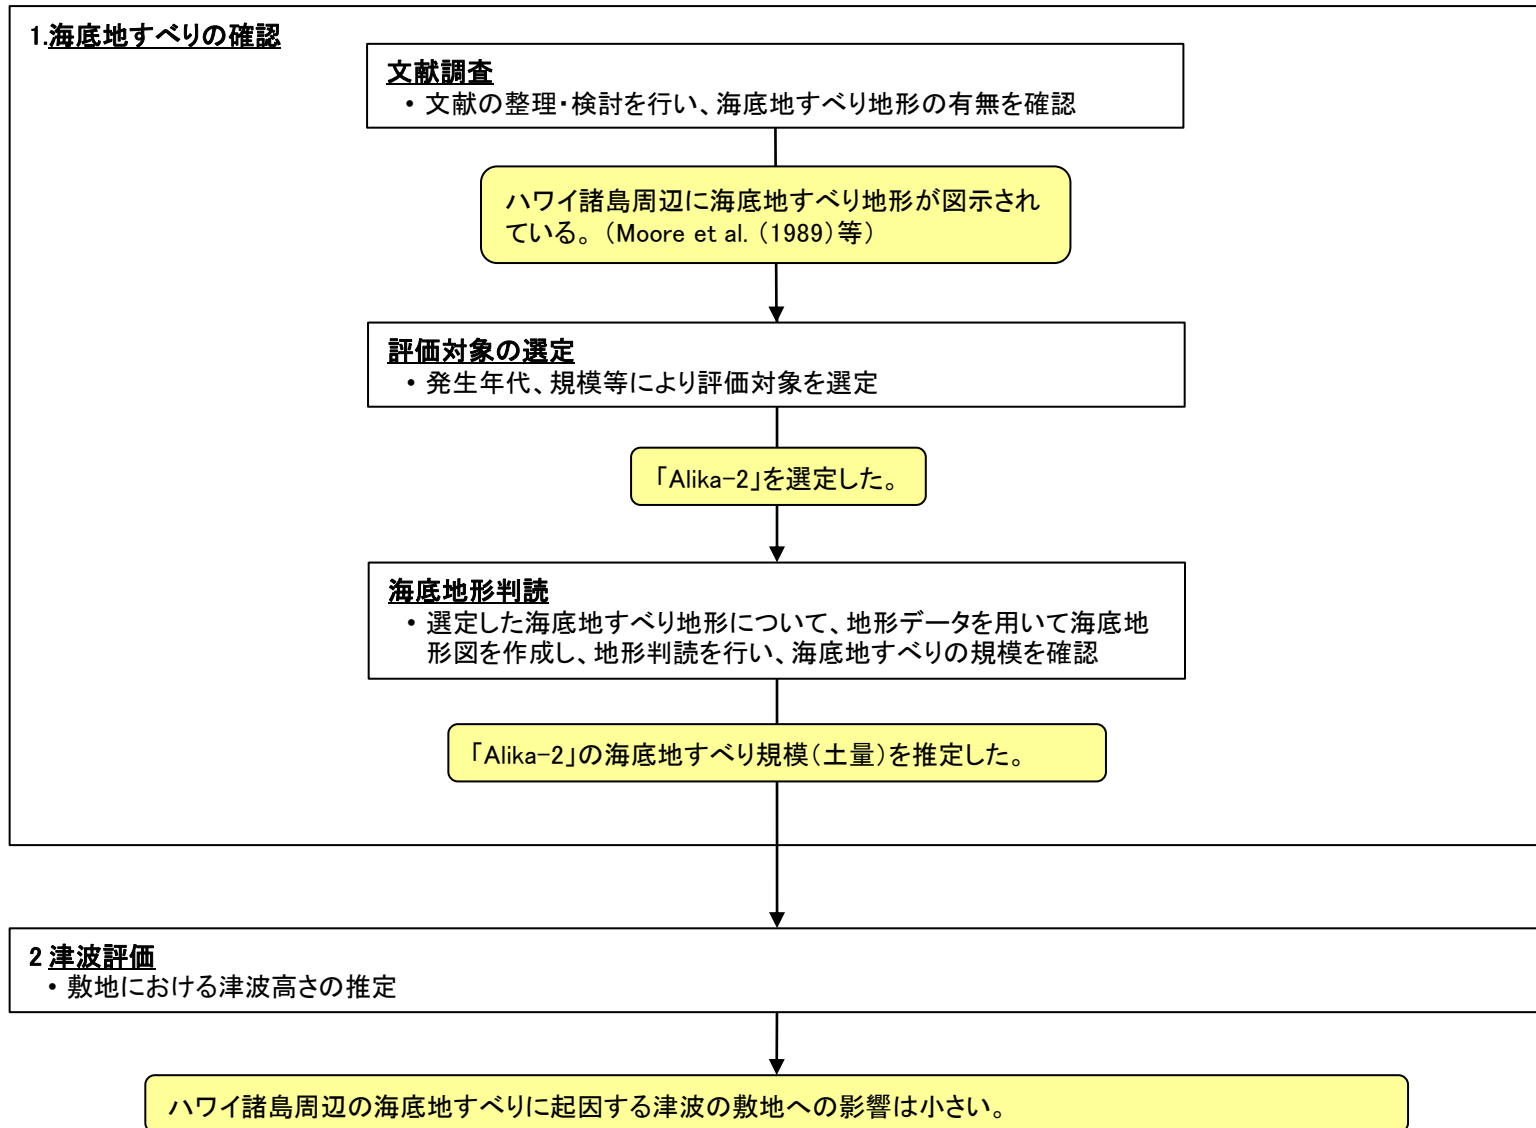 1.海底地すべりの確認
文献調査
• 文献の整理・検討を行い、海底地すべり地形の有無を確認
ハワイ諸島周辺に海底地すべり地形が図示され
ている。（Moore et al.（1989）等）
評価対象の選定
• 発生年代、規模等により評価対象を選定
「Alika-2」を選定した。
海底地形判読
• 選定した海底地すべり地形について、地形データを用いて海底地
形図を作成し、地形判読を行い、海底地すべりの規模を確認
「Alika-2」の海底地すべり規模（土量）を推定した。
2 津波評価
• 敷地における津波高さの推定
ハワイ諸島周辺の海底地すべりに起因する津波の敷地への影響は小さい。